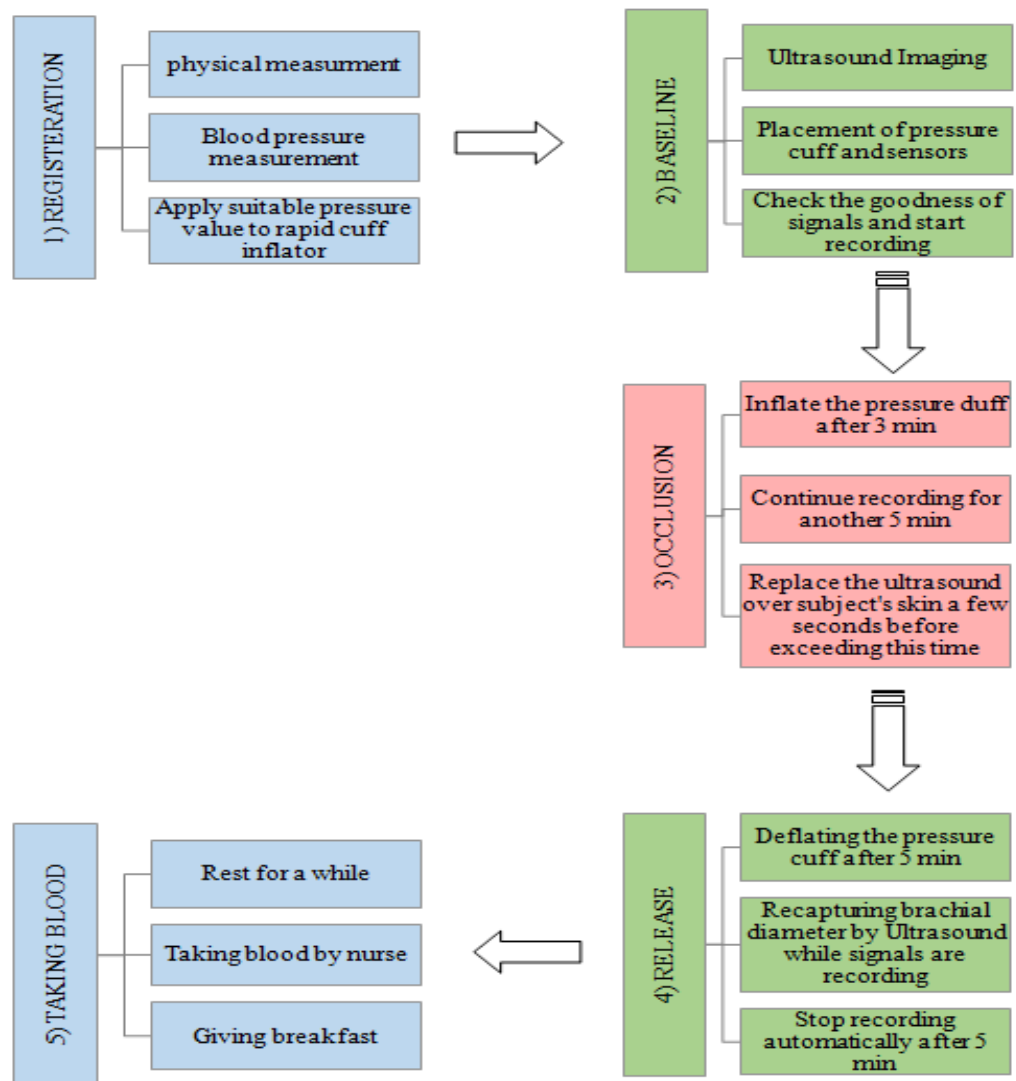 1) REGISTERATION
physical measurment
Blood pressure
measurement
Apply suitable pressure
value to rapid cuff
inflator
2) BASELINE
Ultrasound Imaging
Placement of pressure
cuff and sensors
Check the goodness of
signals and start
recording
3) OCCLUSION
Inflate the pressure duff
after 3 min
Continue recording for
another 5 min
Replace the ultrasound
over subject's skin a few
seconds before
exceeding this time
4) RELEASE
Deflating the pressure
cuff after 5 min
Recapturing brachial
diameter by Ultrasound
while signals are
recording
Stop recording
automatically after 5
min
5) TAKING BLOOD
Rest for a while
Taking blood by nurse
Giving breakfast